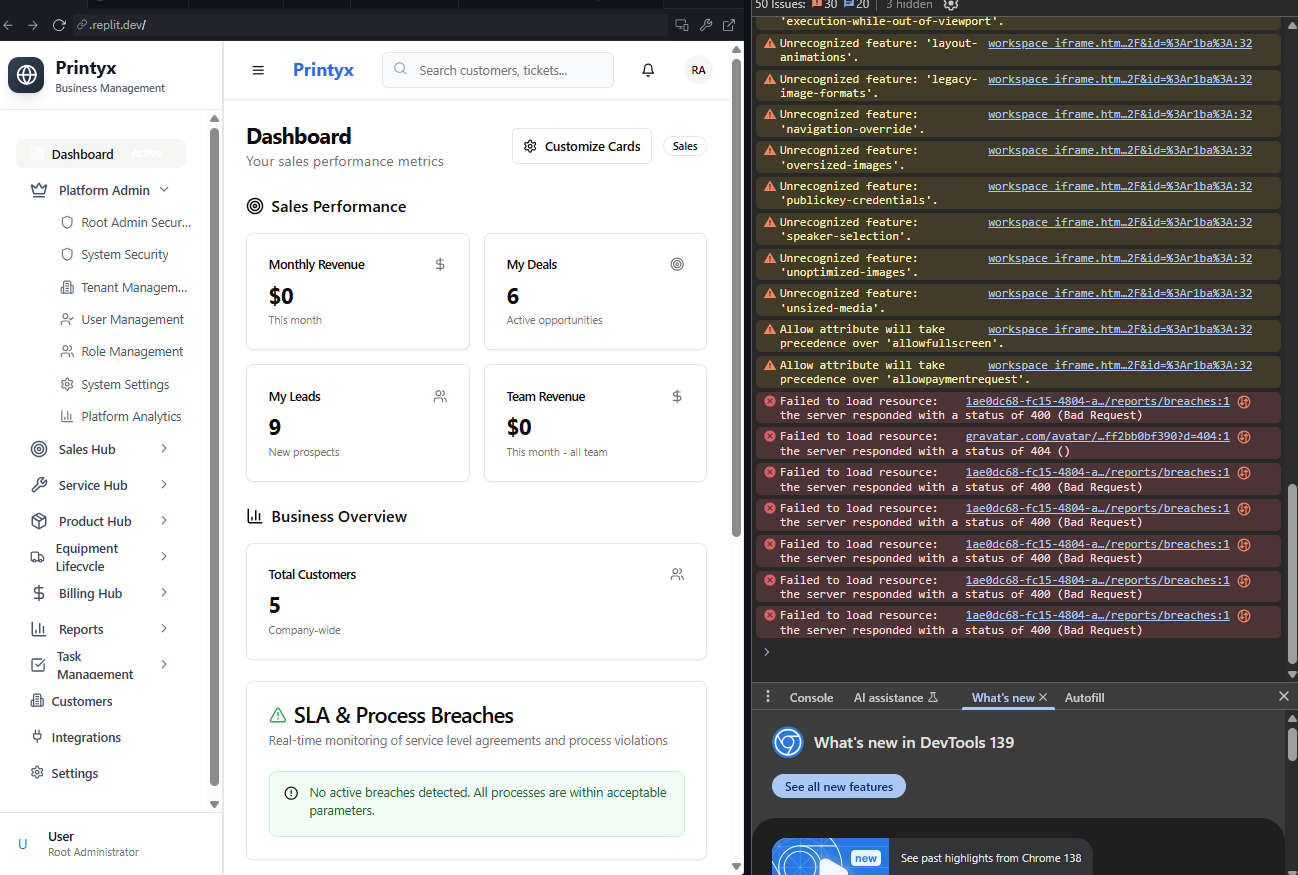 .replit.dev/
Printyx
Business Management
Dashboard Active
Platform Admin
Root Admin Secur...
System Security
Tenant Managem...
User Management
Role Management
System Settings
Platform Analytics
Sales Hub
Service Hub
Product Hub
Equipment
Lifecycle
Billing Hub
Reports
Task
Management
Customers
Integrations
Settings
U
User
Root Administrator
Printyx
Search customers, tickets...
RA
Dashboard
Your sales performance metrics
Customize Cards
Sales
Sales Performance
Monthly Revenue
$0
This month
My Deals
6
Active opportunities
My Leads
9
New prospects
Team Revenue
$0
This month - all team
Business Overview
Total Customers
5
Company-wide
SLA & Process Breaches
Real-time monitoring of service level agreements and process violations
No active breaches detected. All processes are within acceptable
parameters.
50 Issues: 30 20 3 hidden
'execution-while-out-of-viewport'.
Unrecognized feature: 'layout- workspace_iframe.htm…2F&id=%3Ar1ba%3A:32
animations'.
Unrecognized feature: 'legacy- workspace_iframe.htm…2F&id=%3Ar1ba%3A:32
image-formats'.
Unrecognized feature: workspace_iframe.htm…2F&id=%3Ar1ba%3A:32
'navigation-override'.
Unrecognized feature: workspace_iframe.htm…2F&id=%3Ar1ba%3A:32
'oversized-images'.
Unrecognized feature: workspace_iframe.htm…2F&id=%3Ar1ba%3A:32
'publickey-credentials'.
Unrecognized feature: workspace_iframe.htm…2F&id=%3Ar1ba%3A:32
'speaker-selection'.
Unrecognized feature: workspace_iframe.htm…2F&id=%3Ar1ba%3A:32
'unoptimized-images'.
Unrecognized feature: workspace_iframe.htm…2F&id=%3Ar1ba%3A:32
'unsized-media'.
Allow attribute will take workspace_iframe.htm…2F&id=%3Ar1ba%3A:32
precedence over 'allowfullscreen'.
Allow attribute will take workspace_iframe.htm…2F&id=%3Ar1ba%3A:32
precedence over 'allowpaymentrequest'.
Failed to load resource: 1ae0dc68-fc15-4804-a…/reports/breaches:1
the server responded with a status of 400 (Bad Request)
Failed to load resource: gravatar.com/avatar/…ff2bb0bf390?d=404:1
the server responded with a status of 404 ()
Failed to load resource: 1ae0dc68-fc15-4804-a…/reports/breaches:1
the server responded with a status of 400 (Bad Request)
Failed to load resource: 1ae0dc68-fc15-4804-a…/reports/breaches:1
the server responded with a status of 400 (Bad Request)
Failed to load resource: 1ae0dc68-fc15-4804-a…/reports/breaches:1
the server responded with a status of 400 (Bad Request)
Failed to load resource: 1ae0dc68-fc15-4804-a…/reports/breaches:1
the server responded with a status of 400 (Bad Request)
Failed to load resource: 1ae0dc68-fc15-4804-a…/reports/breaches:1
the server responded with a status of 400 (Bad Request)
Console AI assistance What's new Autofill
What's new in DevTools 139
See all new features
new
See past highlights from Chrome 138